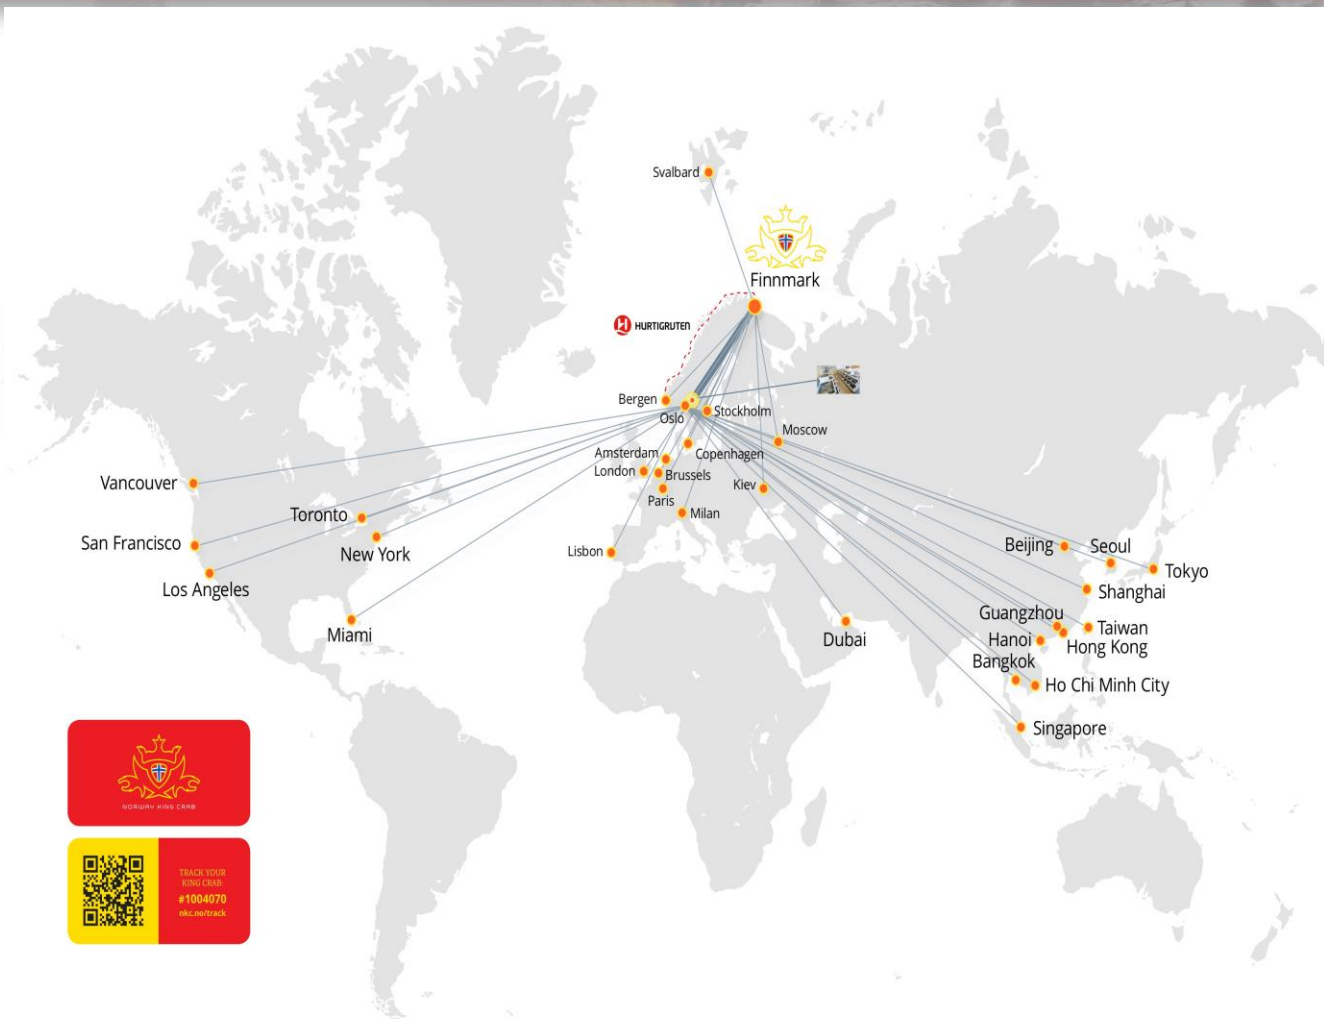 Svalbard
Finnmark
HURTIGRUTEN
Bergen
Oslo
Stockholm
Moscow
Amsterdam
Copenhagen
London
Brussels
Kiev
Paris
Milan
Lisbon
Vancouver
Toronto
San Francisco
New York
Los Angeles
Miami
Dubai
Beijing
Seoul
Tokyo
Shanghai
Guangzhou
Taiwan
Hanoi
Hong Kong
Bangkok
Ho Chi Minh City
Singapore
NORWAY KING CRAB
TRACK YOUR
KING CRAB:
#1004070
nkc.no/track